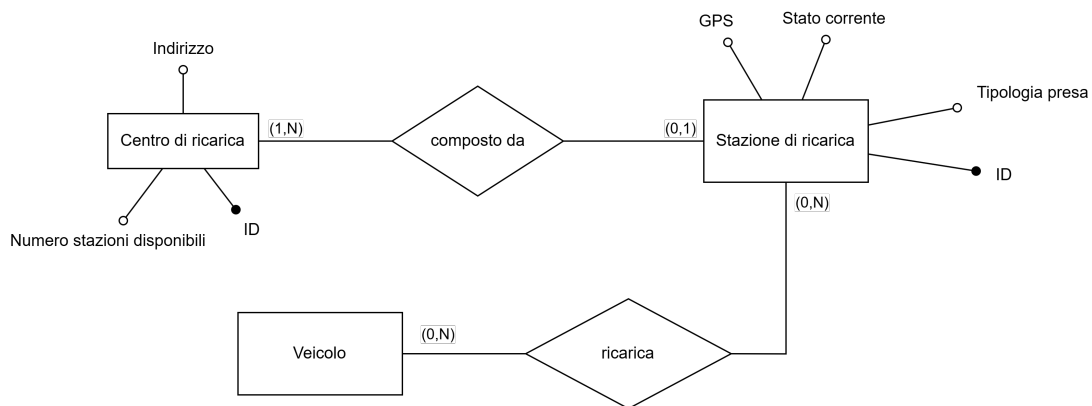 GPS
Stato corrente
Indirizzo
Tipologia presa
Centro di ricarica
(1,N)
composto da
(0,1)
Stazione di ricarica
ID
(0,N)
Numero stazioni disponibili
ID
Veicolo
(0,N)
ricarica